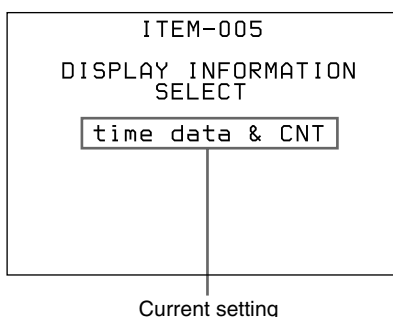 ITEM-005
DISPLAY INFORMATION
SELECT
time data & CNT
Current setting